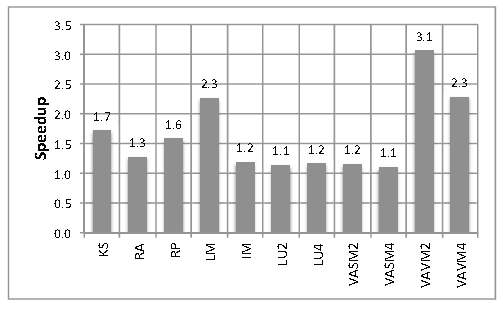 3.5
3.0
2.5
2.0
1.5
1.0
0.5
0.0
Speedup
1.7
1.3
1.6
2.3
1.2
1.1
1.2
1.2
1.1
3.1
2.3
KS
RA
RP
LM
IM
LU2
LU4
VASM2
VASM4
VAVM2
VAVM4